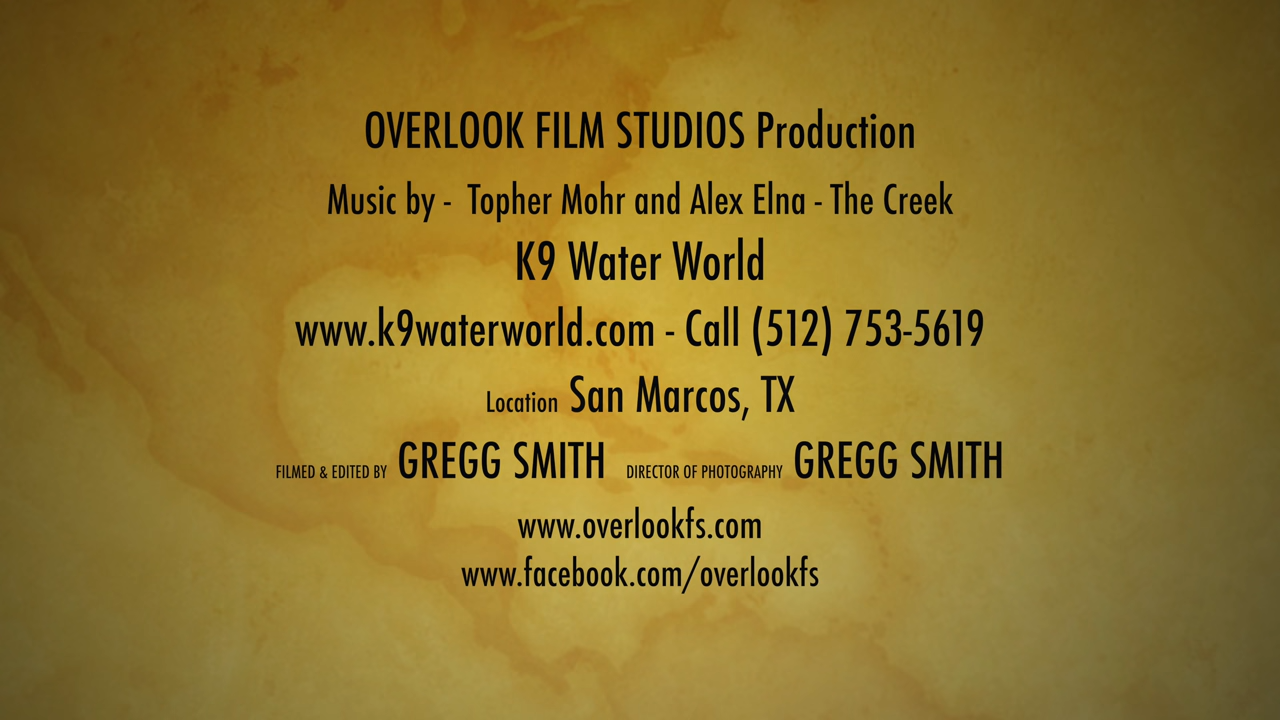 OVERLOOK FILM STUDIOS Production
Music by - Topher Mohr and Alex Elna - The Creek
K9 Water World
www.k9waterworld.com - Call (512) 753-5619
Location San Marcos, TX
FILMED & EDITED BY GREGG SMITH DIRECTOR OF PHOTOGRAPHY GREGG SMITH
www.overlookfs.com
www.facebook.com/overlookfs